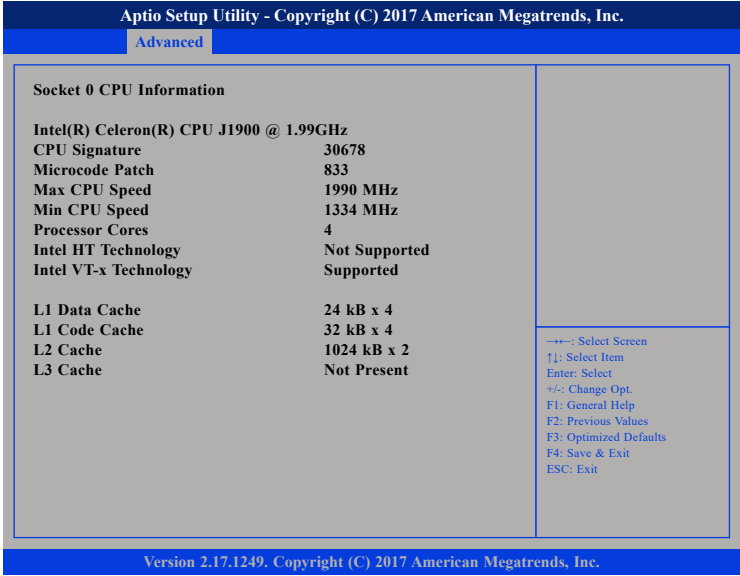 Aptio Setup Utility - Copyright (C) 2017 American Megatrends, Inc.
Advanced
Socket 0 CPU Information
Intel(R) Celeron(R) CPU J1900 @ 1.99GHz
CPU Signature 30678
Microcode Patch 833
Max CPU Speed 1990 MHz
Min CPU Speed 1334 MHz
Processor Cores 4
Intel HT Technology Not Supported
Intel VT-x Technology Supported
L1 Data Cache 24 kB x 4
L1 Code Cache 32 kB x 4
L2 Cache 1024 kB x 2
L3 Cache Not Present
→←: Select Screen
↑↓: Select Item
Enter: Select
+/-: Change Opt.
F1: General Help
F2: Previous Values
F3: Optimized Defaults
F4: Save & Exit
ESC: Exit
Version 2.17.1249. Copyright (C) 2017 American Megatrends, Inc.